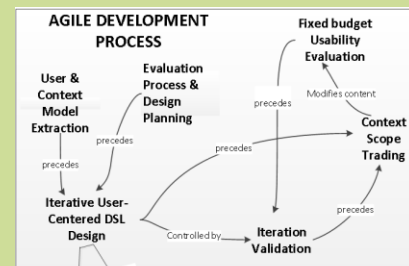 AGILE DEVELOPMENT
PROCESS
Fixed budget
Usability
Evaluation
User &
Context
Model
Extraction
Evaluation
Process &
Design
Planning
precedes
Modifies content
Context
Scope
Trading
precedes
precedes
precedes
Iterative User-
Centered DSL
Design
Controlled by
Iteration
Validation
precedes